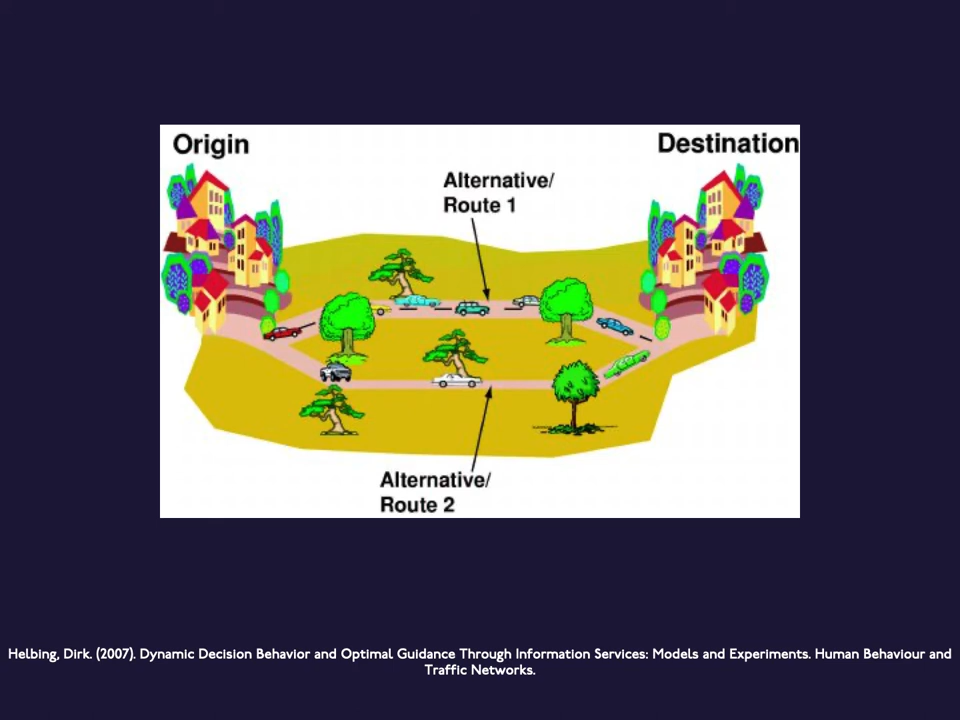 Origin
Destination
Alternative/
Route 1
Alternative/
Route 2
Helbing, Dirk. (2007). Dynamic Decision Behavior and Optimal Guidance Through Information Services: Models and Experiments. Human Behaviour and
Traffic Networks.